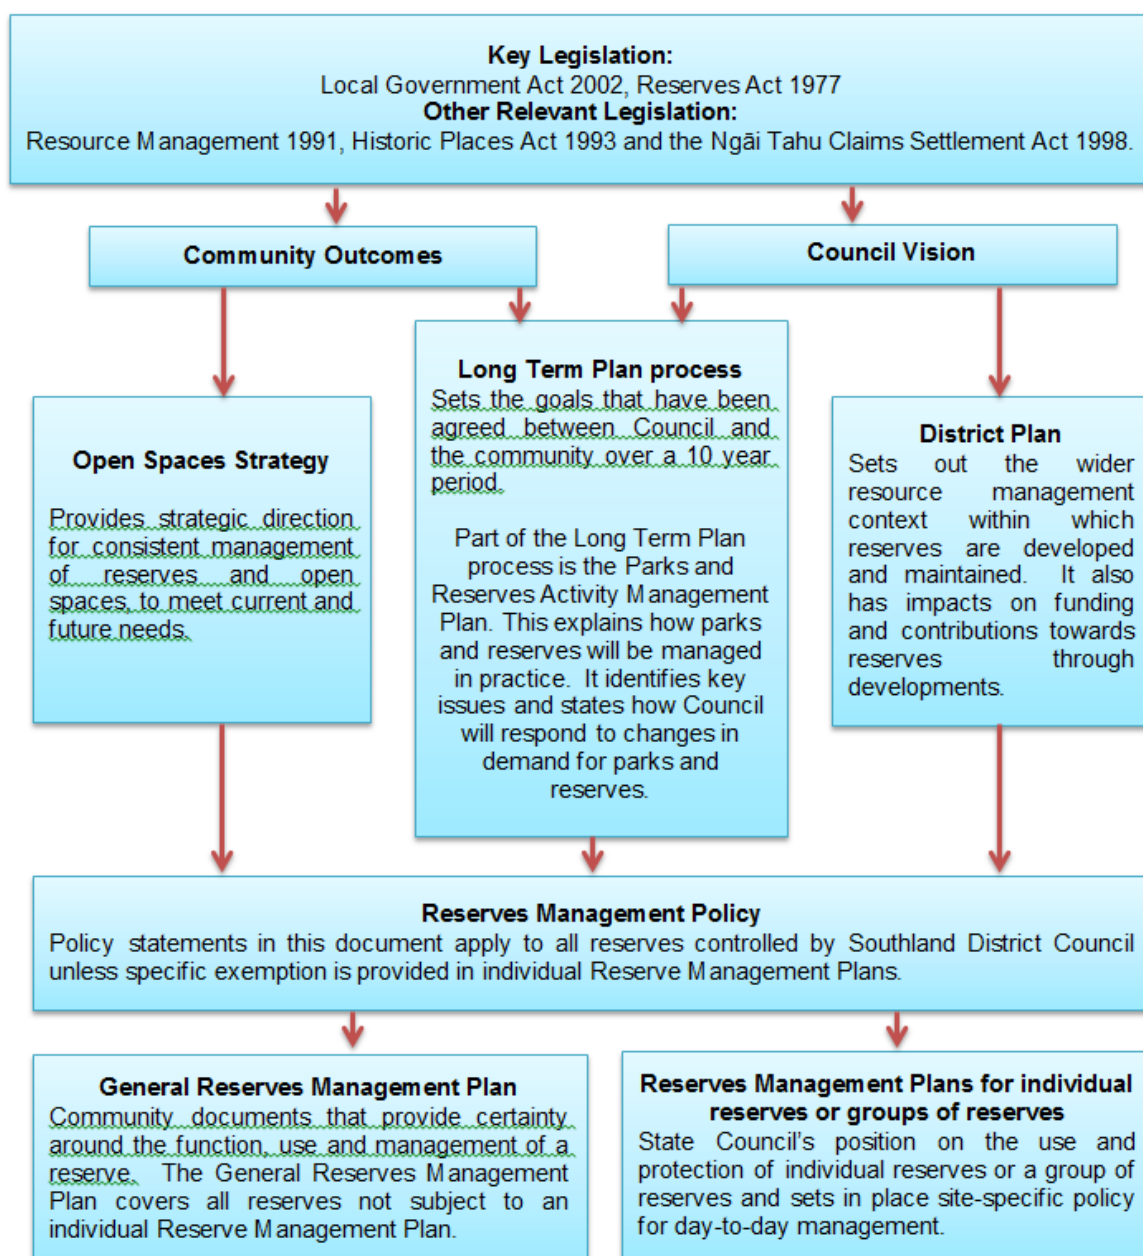 Key Legislation:
Local Government Act 2002, Reserves Act 1977
Other Relevant Legislation:
Resource Management 1991, Historic Places Act 1993 and the Ngāi Tahu Claims Settlement Act 1998.
Community Outcomes
Council Vision
Open Spaces Strategy
Provides strategic direction
for consistent management
of reserves and open
spaces, to meet current and
future needs.
Long Term Plan process
Sets the goals that have been
agreed between Council and
the community over a 10 year
period.
Part of the Long Term Plan
process is the Parks and
Reserves Activity Management
Plan. This explains how parks
and reserves will be managed
in practice. It identifies key
issues and states how Council
will respond to changes in
demand for parks and
reserves.
District Plan
Sets out the wider
resource management
context within which
reserves are developed
and maintained. It also
has impacts on funding
and contributions towards
reserves through
developments.
Reserves Management Policy
Policy statements in this document apply to all reserves controlled by Southland District Council
unless specific exemption is provided in individual Reserve Management Plans.
General Reserves Management Plan
Community documents that provide certainty
around the function, use and management of a
reserve. The General Reserves Management
Plan covers all reserves not subject to an
individual Reserve Management Plan.
Reserves Management Plans for individual
reserves or groups of reserves
State Council's position on the use and
protection of individual reserves or a group of
reserves and sets in place site-specific policy
for day-to-day management.